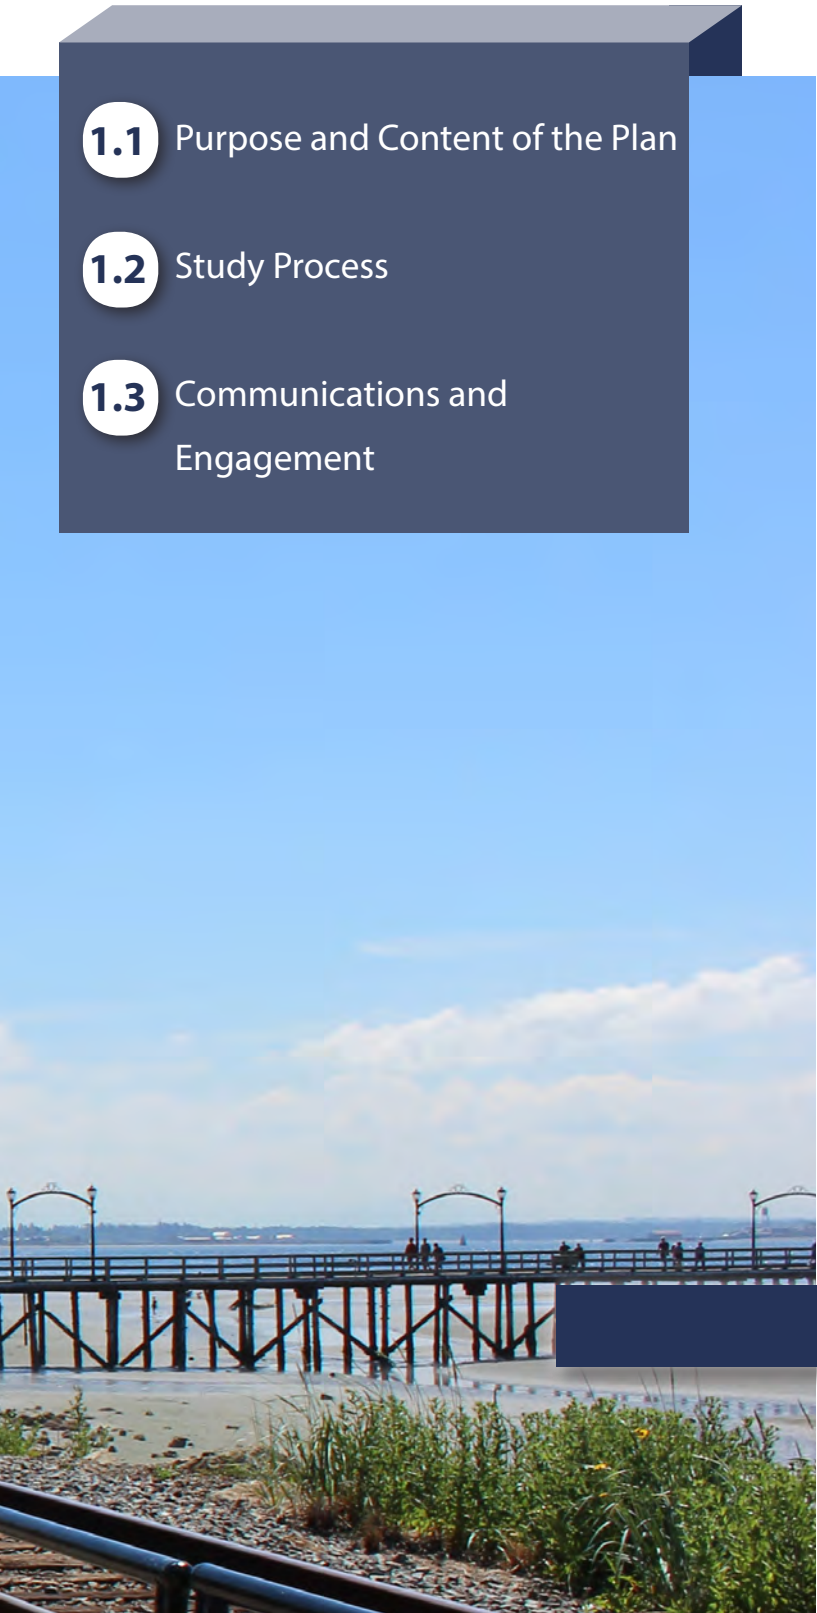 1.1 Purpose and Content of the Plan
1.2 Study Process
1.3 Communications and
Engagement